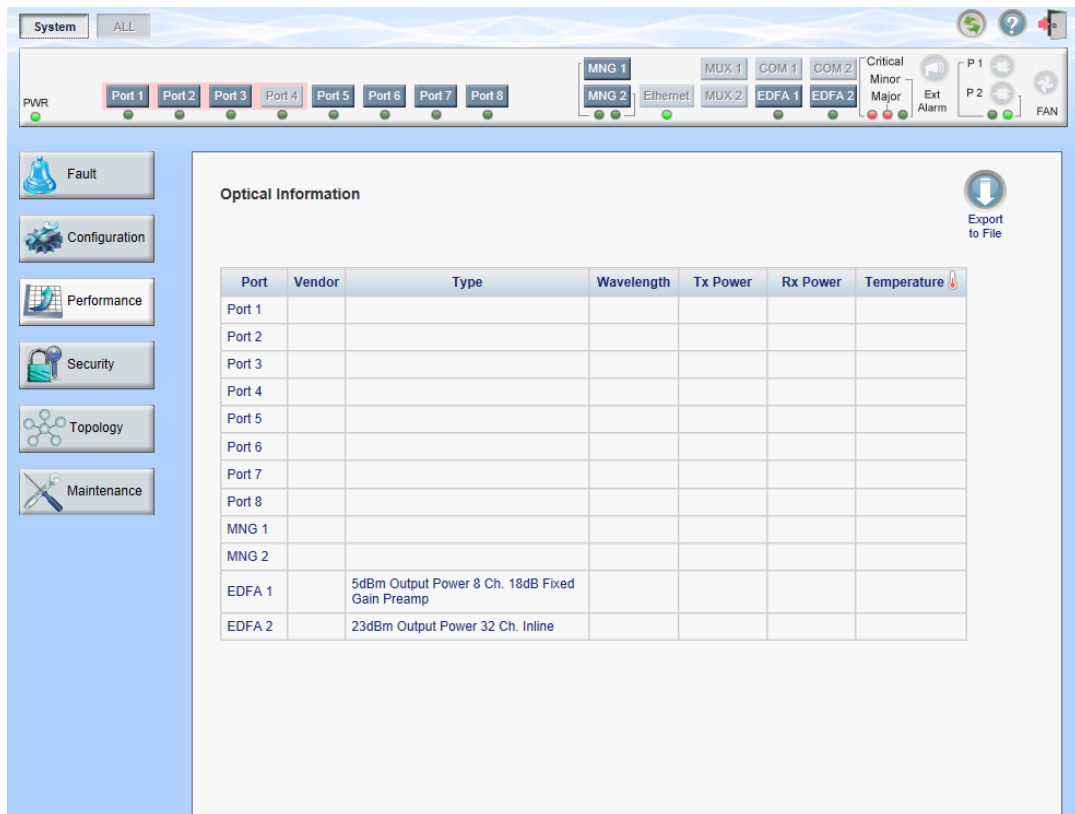 System ALL
MNG 1 MUX 1 COM 1 COM 2 Critical P 1
Minor
PWR Port 1 Port 2 Port 3 Port 4 Port 5 Port 6 Port 7 Port 8 MNG 2 Ethernet MUX 2 EDFA 1 EDFA 2 Major Ext P 2
Alarm FAN
Fault
Configuration
Performance
Security
Topology
Maintenance
Optical Information
Export
to File
Port Vendor Type Wavelength Tx Power Rx Power Temperature
Port 1
Port 2
Port 3
Port 4
Port 5
Port 6
Port 7
Port 8
MNG 1
MNG 2
EDFA 1 5dBm Output Power 8 Ch. 18dB Fixed
Gain Preamp
EDFA 2 23dBm Output Power 32 Ch. Inline